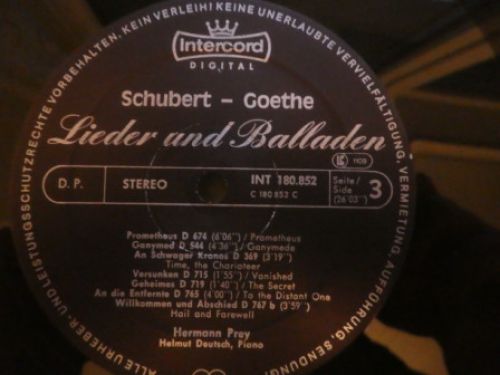 ALLE URHEBER- UND LEISTUNGSSCHUTZRECHTE VORBEHALTEN. KEIN VERLEIH! KEINE UNERLAUBTE VERVIELFÄLTIGUNG, VERMIETUNG, AUFFÜHRUNG, SENDUNG!
Intercord
DIGITAL
Schubert – Goethe
Lieder and Balladen
D. P. STEREO INT 180.852 Seite/
C 180 852 C Side 3
(26'03'')
Prometheus D 674 (6'06'') / Prometheus
Ganymed D 544 (4'36'') / Ganymede
An Schwager Kronos D 369 (3'19'')
Time, the Charioteer
Versunken D 715 (1'55'') / Vanished
Geheimes D 719 (1'40'') / The Secret
An die Entfernte D 765 (4'00'') / To the Distant One
Willkommen und Abschied D 767 b (3'59'')
Hail and Farewell
Hermann Prey
Helmut Deutsch, Piano